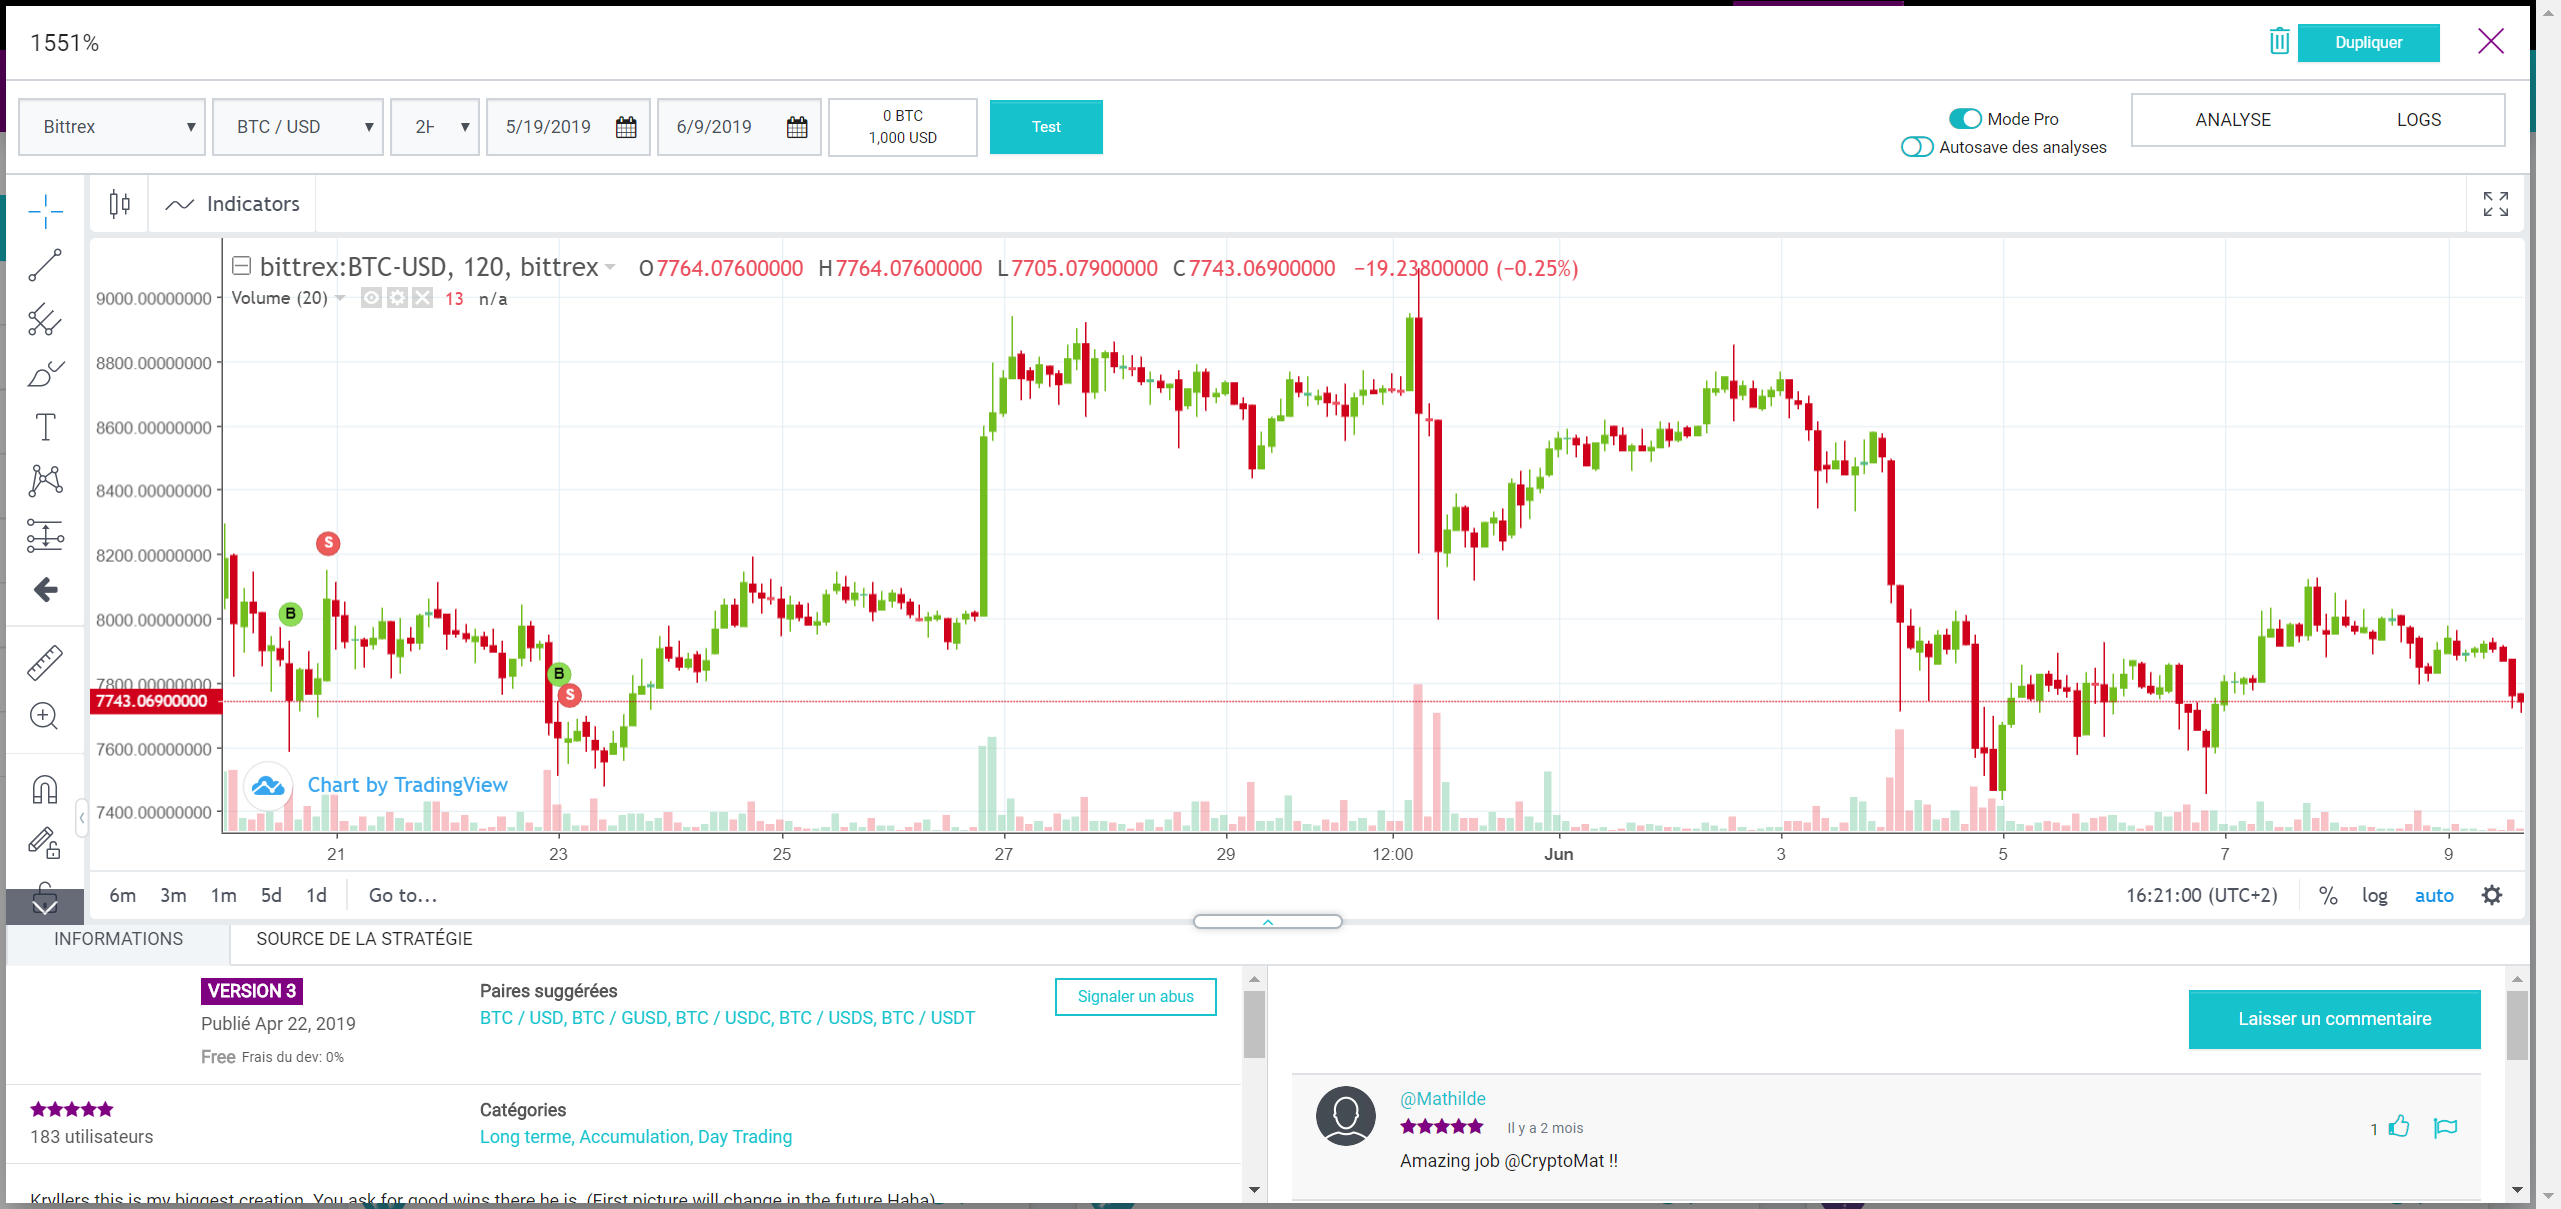 1551%
Dupliquer
Bittrex
BTC / USD
2H
5/19/2019
6/9/2019
0 BTC
1,000 USD
Test
Mode Pro
Autosave des analyses
ANALYSE
LOGS
Indicators
bittrex:BTC-USD, 120, bittrex O7764.07600000 H7764.07600000 L7705.07900000 C7743.06900000 −19.23800000 (−0.25%)
Volume (20) 13 n/a
9000.00000000
8800.00000000
8600.00000000
8400.00000000
8200.00000000
8000.00000000
7800.00000000
7743.06900000
7600.00000000
7400.00000000
S
B
B
S
Chart by TradingView
21 23 25 27 29 12:00 Jun 3 5 7 9
6m 3m 1m 5d 1d Go to...
16:21:00 (UTC+2) % log auto
INFORMATIONS
SOURCE DE LA STRATÉGIE
VERSION 3
Publié Apr 22, 2019
Free Frais du dev: 0%
Paires suggérées
BTC / USD, BTC / GUSD, BTC / USDC, BTC / USDS, BTC / USDT
Signaler un abus
183 utilisateurs
Catégories
Long terme, Accumulation, Day Trading
Kryllers this is my biggest creation. You ask for good wins there he is. (First picture will change in the future Haha)
Laisser un commentaire
@Mathilde
Il y a 2 mois
1
Amazing job @CryptoMat !!